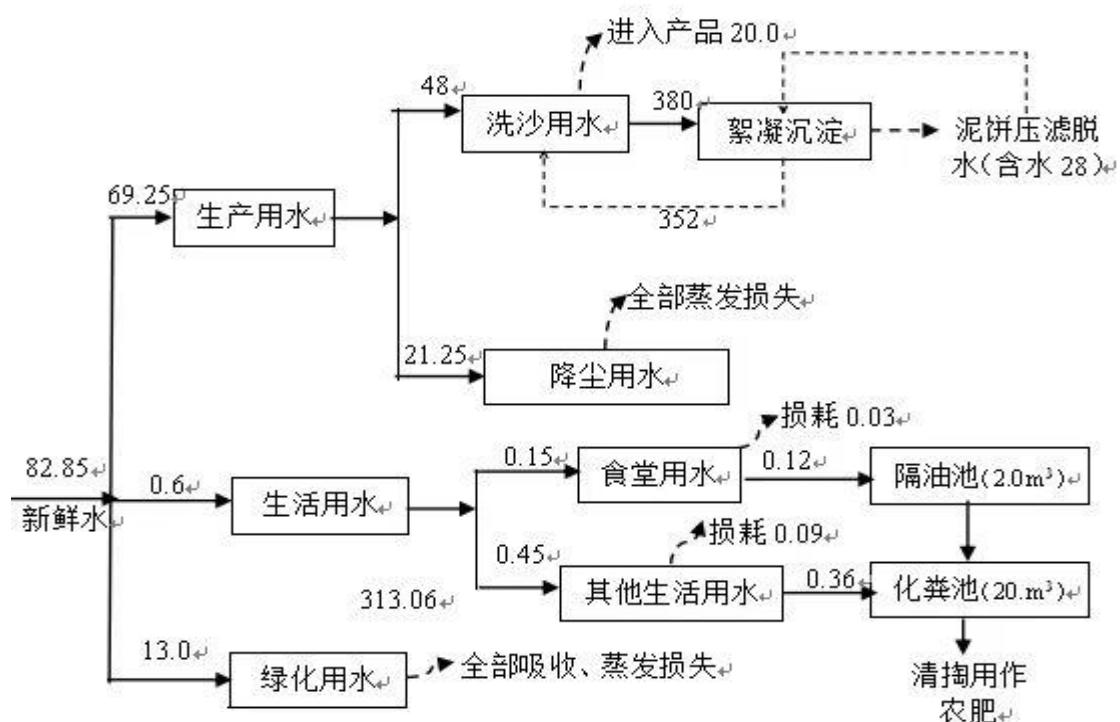 进入产品 20.0
48
洗沙用水
380
絮凝沉淀
泥饼压滤脱
水(含水 28)
352
69.25
生产用水
全部蒸发损失
21.25
降尘用水
82.85
新鲜水
0.6
生活用水
0.15
食堂用水
损耗 0.03
0.12
隔油池(2.0m³)
0.45
其他生活用水
损耗 0.09
0.36
化粪池(20.m³)
313.06
13.0
绿化用水
全部吸收、蒸发损失
清掏用作
农肥